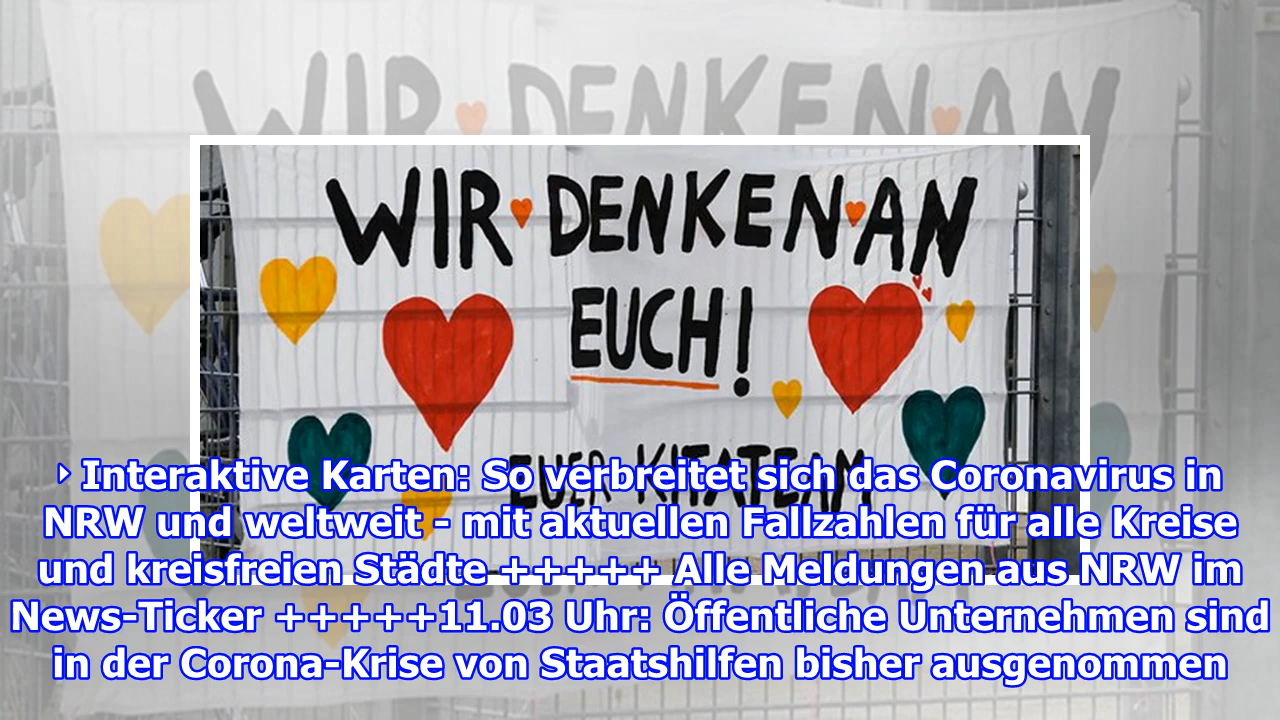 WIR DENKEN AN
EUCH!
EUER KITATEAM
Interaktive Karten: So verbreitet sich das Coronavirus in
NRW und weltweit - mit aktuellen Fallzahlen für alle Kreise
und kreisfreien Städte +++++ Alle Meldungen aus NRW im
News-Ticker +++++11.03 Uhr: Öffentliche Unternehmen sind
in der Corona-Krise von Staatshilfen bisher ausgenommen